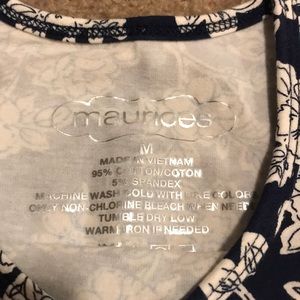 maurices
M
MADE IN VIETNAM
95% COTTON/COTON
5% SPANDEX
MACHINE WASH COLD WITH LIKE COLORS
ONLY NON-CHLORINE BLEACH WHEN NEEDED
TUMBLE DRY LOW
WARM IRON IF NEEDED